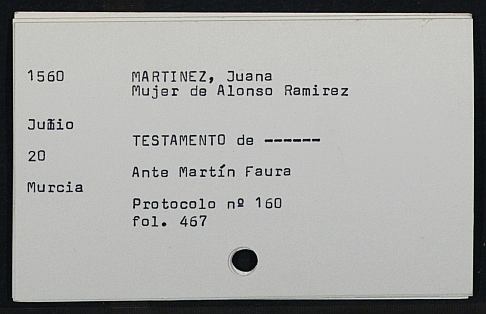 1560 MARTINEZ, Juana
Mujer de Alonso Ramirez
TESTAMENTO de ------
20
Ante Martín Faura
Murcia
Protocolo nº 160
fol. 467